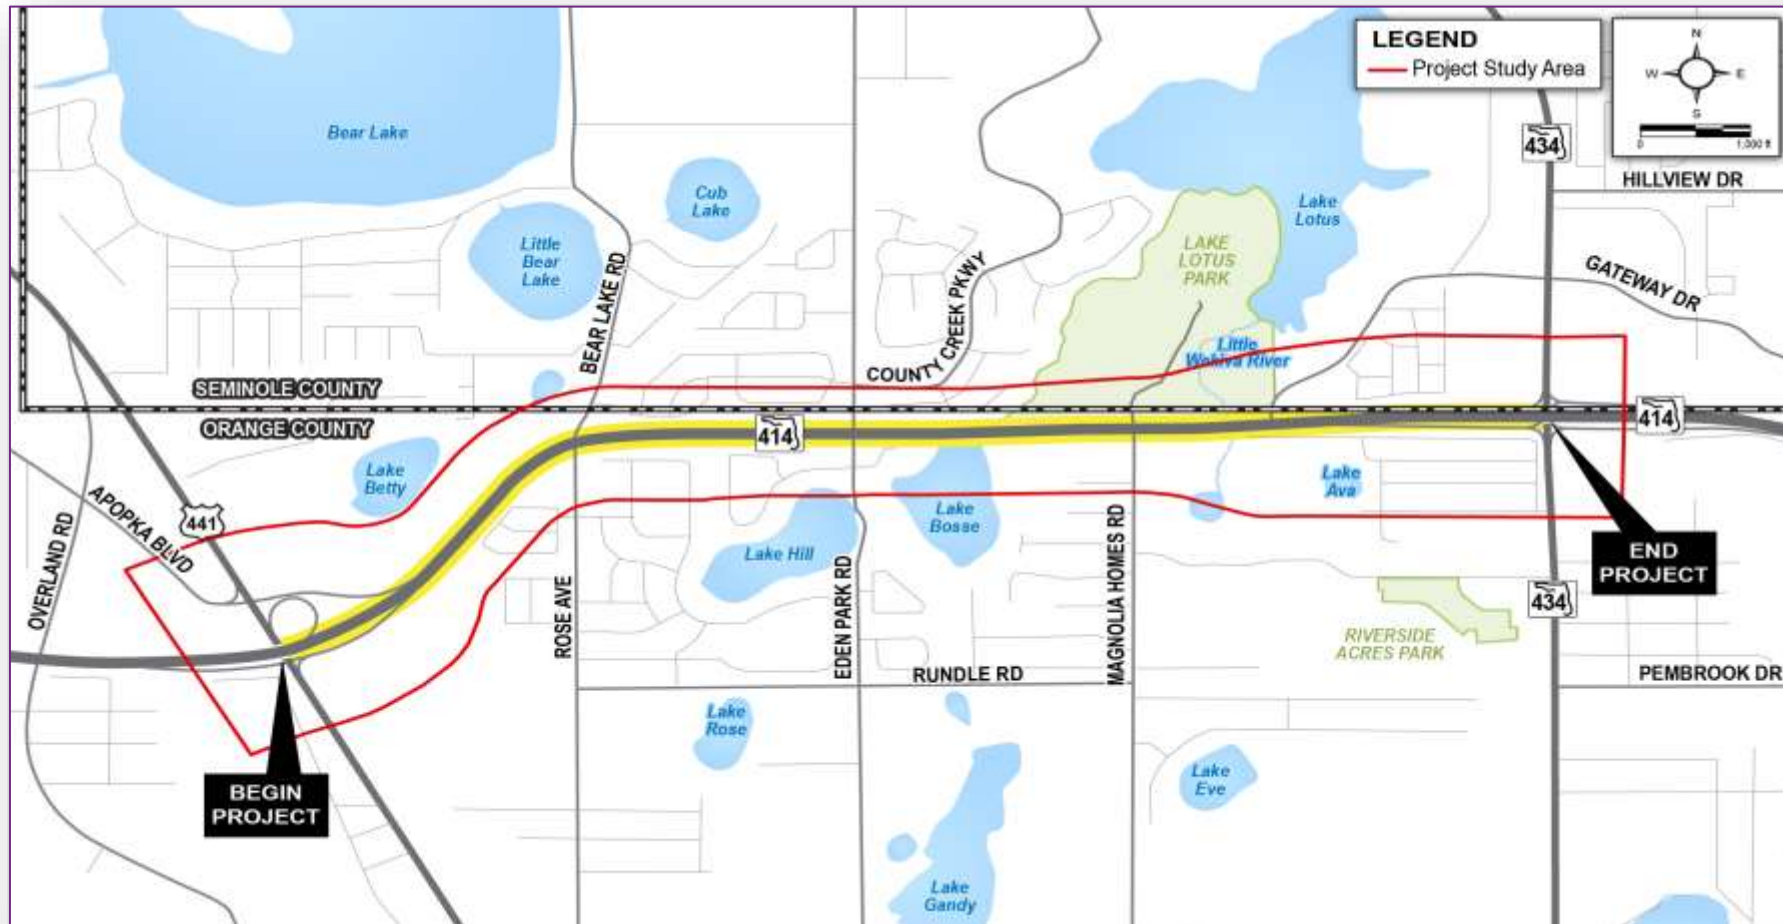 LEGEND
Project Study Area
N
W
E
S
0
1,000 ft
Bear Lake
434
HILLVIEW DR
Cub
Lake
Lake
Lotus
Little
Bear
Lake
LAKE
LOTUS
PARK
BEAR LAKE RD
COUNTY CREEK PKWY
GATEWAY DR
Little
Wekiva River
SEMINOLE COUNTY
ORANGE COUNTY
414
414
Lake
Betty
Lake
Ava
APOPKA BLVD
441
OVERLAND RD
Lake
Bosse
Lake Hill
ROSE AVE
EDEN PARK RD
MAGNOLIA HOMES RD
END
PROJECT
434
RIVERSIDE
ACRES PARK
RUNDLE RD
PEMBROOK DR
Lake
Rose
BEGIN
PROJECT
Lake
Eve
Lake
Gandy